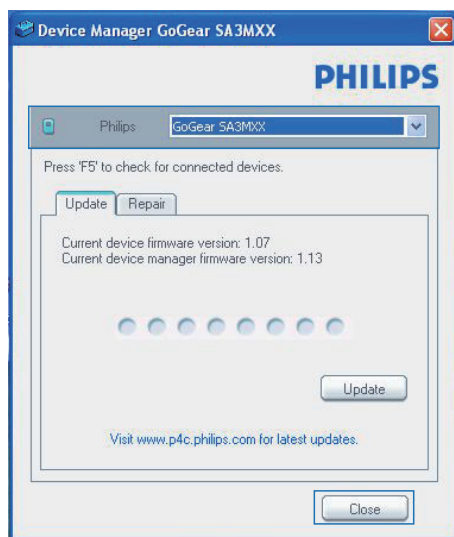 Device Manager GoGear SA3MXX
PHILIPS
Philips GoGear SA3MXX
Press 'F5' to check for connected devices.
Update Repair
Current device firmware version: 1.07
Current device manager firmware version: 1.13
Update
Visit www.p4c.philips.com for latest updates.
Close